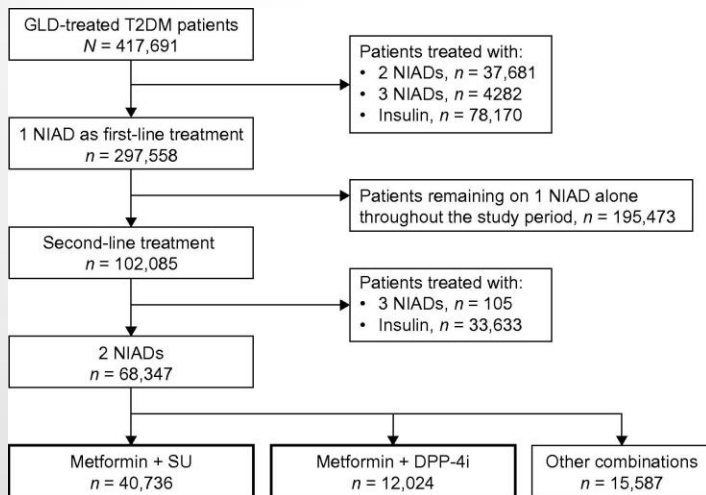 GLD-treated T2DM patients
N = 417,691
Patients treated with:
• 2 NIADs, n = 37,681
• 3 NIADs, n = 4282
• Insulin, n = 78,170
1 NIAD as first-line treatment
n = 297,558
Patients remaining on 1 NIAD alone
throughout the study period, n = 195,473
Second-line treatment
n = 102,085
Patients treated with:
• 3 NIADs, n = 105
• Insulin, n = 33,633
2 NIADs
n = 68,347
Metformin + SU
n = 40,736
Metformin + DPP-4i
n = 12,024
Other combinations
n = 15,587